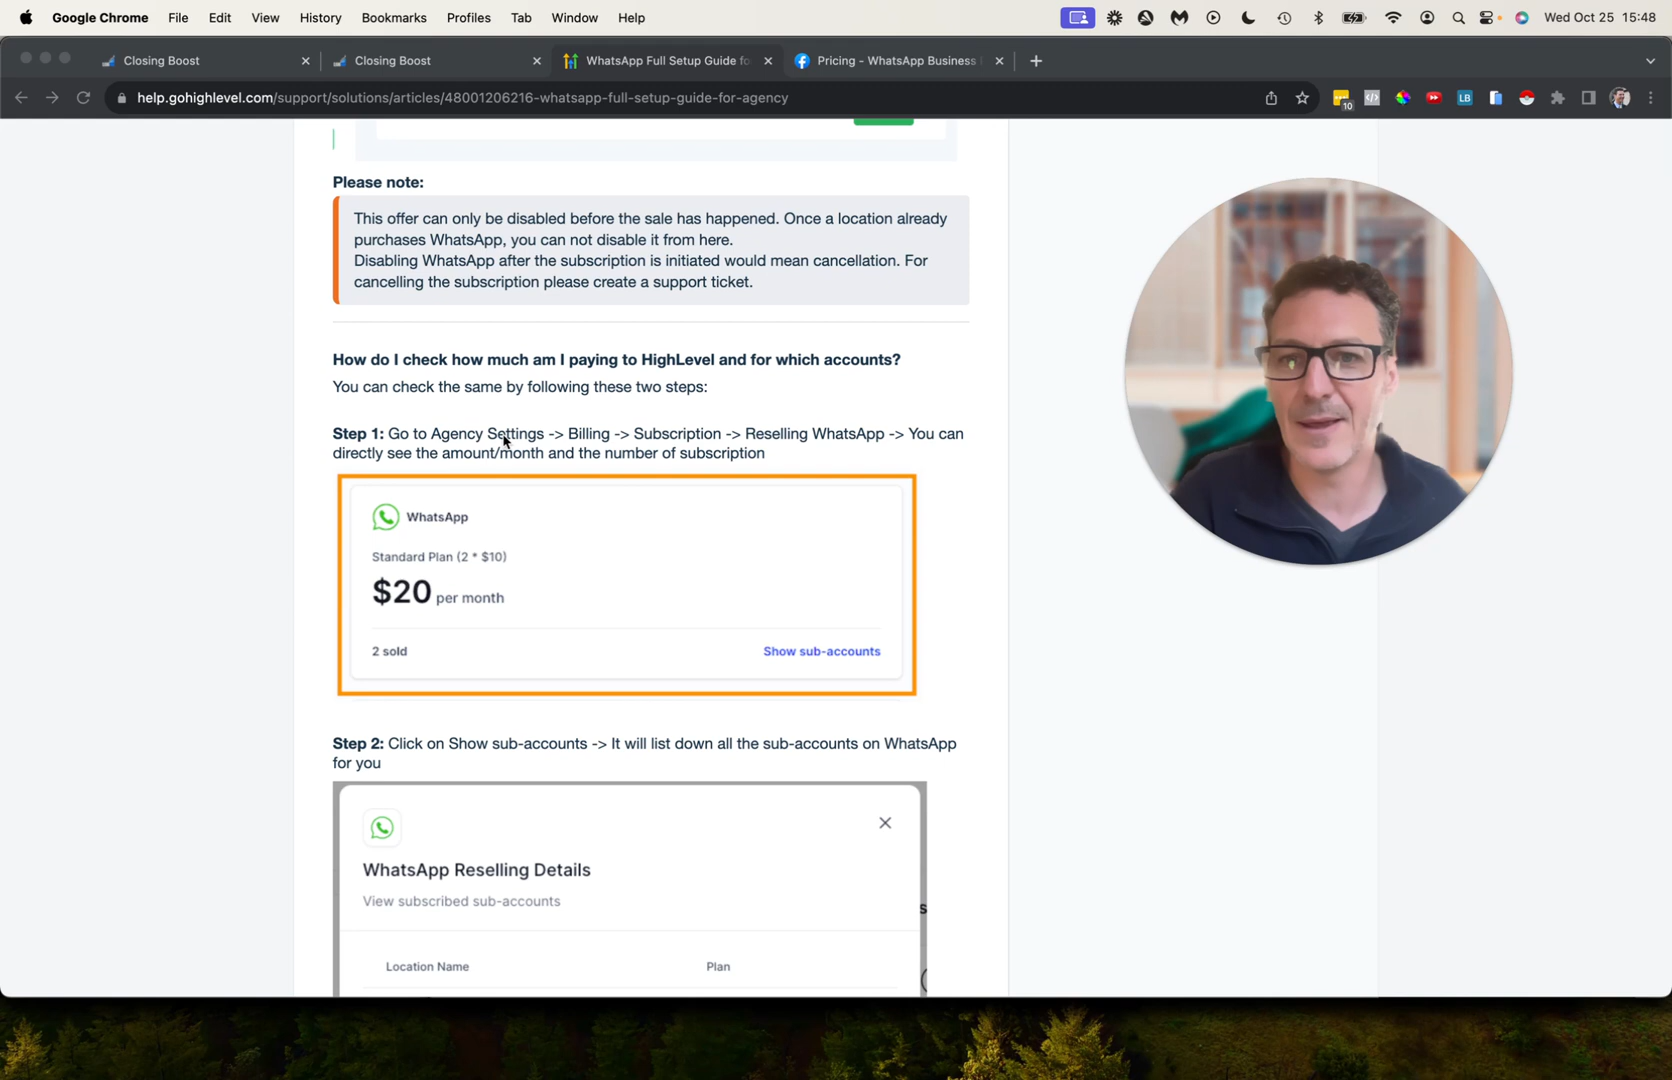 Google Chrome File Edit View History Bookmarks Profiles Tab Window Help Wed Oct 25 15:48
Closing Boost Closing Boost WhatsApp Full Setup Guide fo Pricing - WhatsApp Business
help.gohighlevel.com/support/solutions/articles/48001206216-whatsapp-full-setup-guide-for-agency
10
LB
Please note:
This offer can only be disabled before the sale has happened. Once a location already
purchases WhatsApp, you can not disable it from here.
Disabling WhatsApp after the subscription is initiated would mean cancellation. For
cancelling the subscription please create a support ticket.
How do I check how much am I paying to HighLevel and for which accounts?
You can check the same by following these two steps:
Step 1: Go to Agency Settings -> Billing -> Subscription -> Reselling WhatsApp -> You can
directly see the amount/month and the number of subscription
WhatsApp
Standard Plan (2 * $10)
$20 per month
2 sold Show sub-accounts
Step 2: Click on Show sub-accounts -> It will list down all the sub-accounts on WhatsApp
for you
WhatsApp Reselling Details
View subscribed sub-accounts
s
Location Name Plan